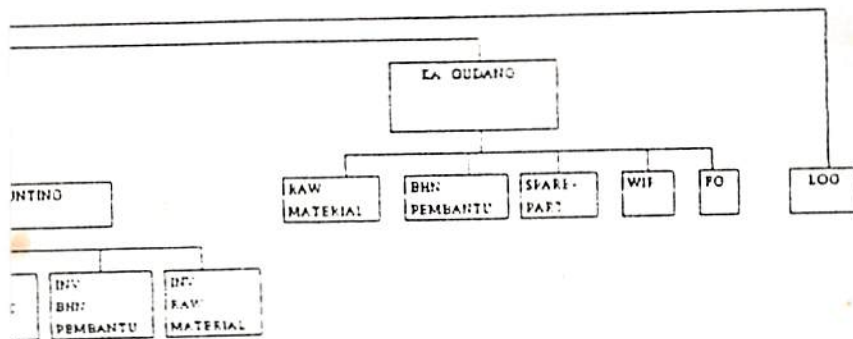 KA GUDANG
RAW
MATERIAL
BHN
PEMBANTU
SPARE-
PART
WIP
FG
LOG
UNTING
INV
BHN
PEMBANTU
INV
RAW
MATERIAL